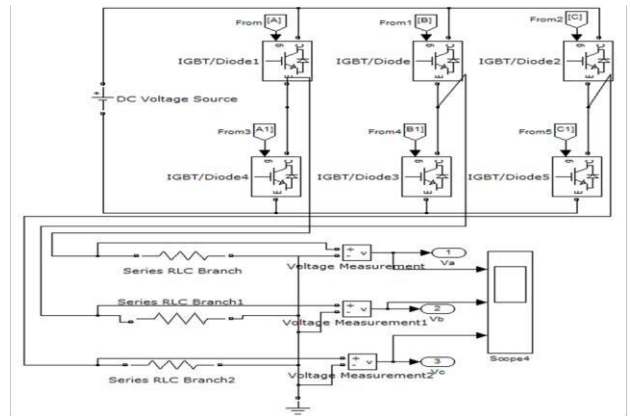 From [A] From1 [B] From2 [C]
g C g C g C
IGBT/Diode1 IGBT/Diode IGBT/Diode2
E E E
+ DC Voltage Source
From3 A1] From4 B1] From5 C1]
g C g C g C
IGBT/Diode4 IGBT/Diode3 IGBT/Diode5
E E E
+ - v 1
Series RLC Branch Voltage Measurement Va
Series RLC Branch1 + - v 2
Voltage Measurement1 Vb
+ - v 3 Scope4
Series RLC Branch2 Voltage Measurement2 Vc